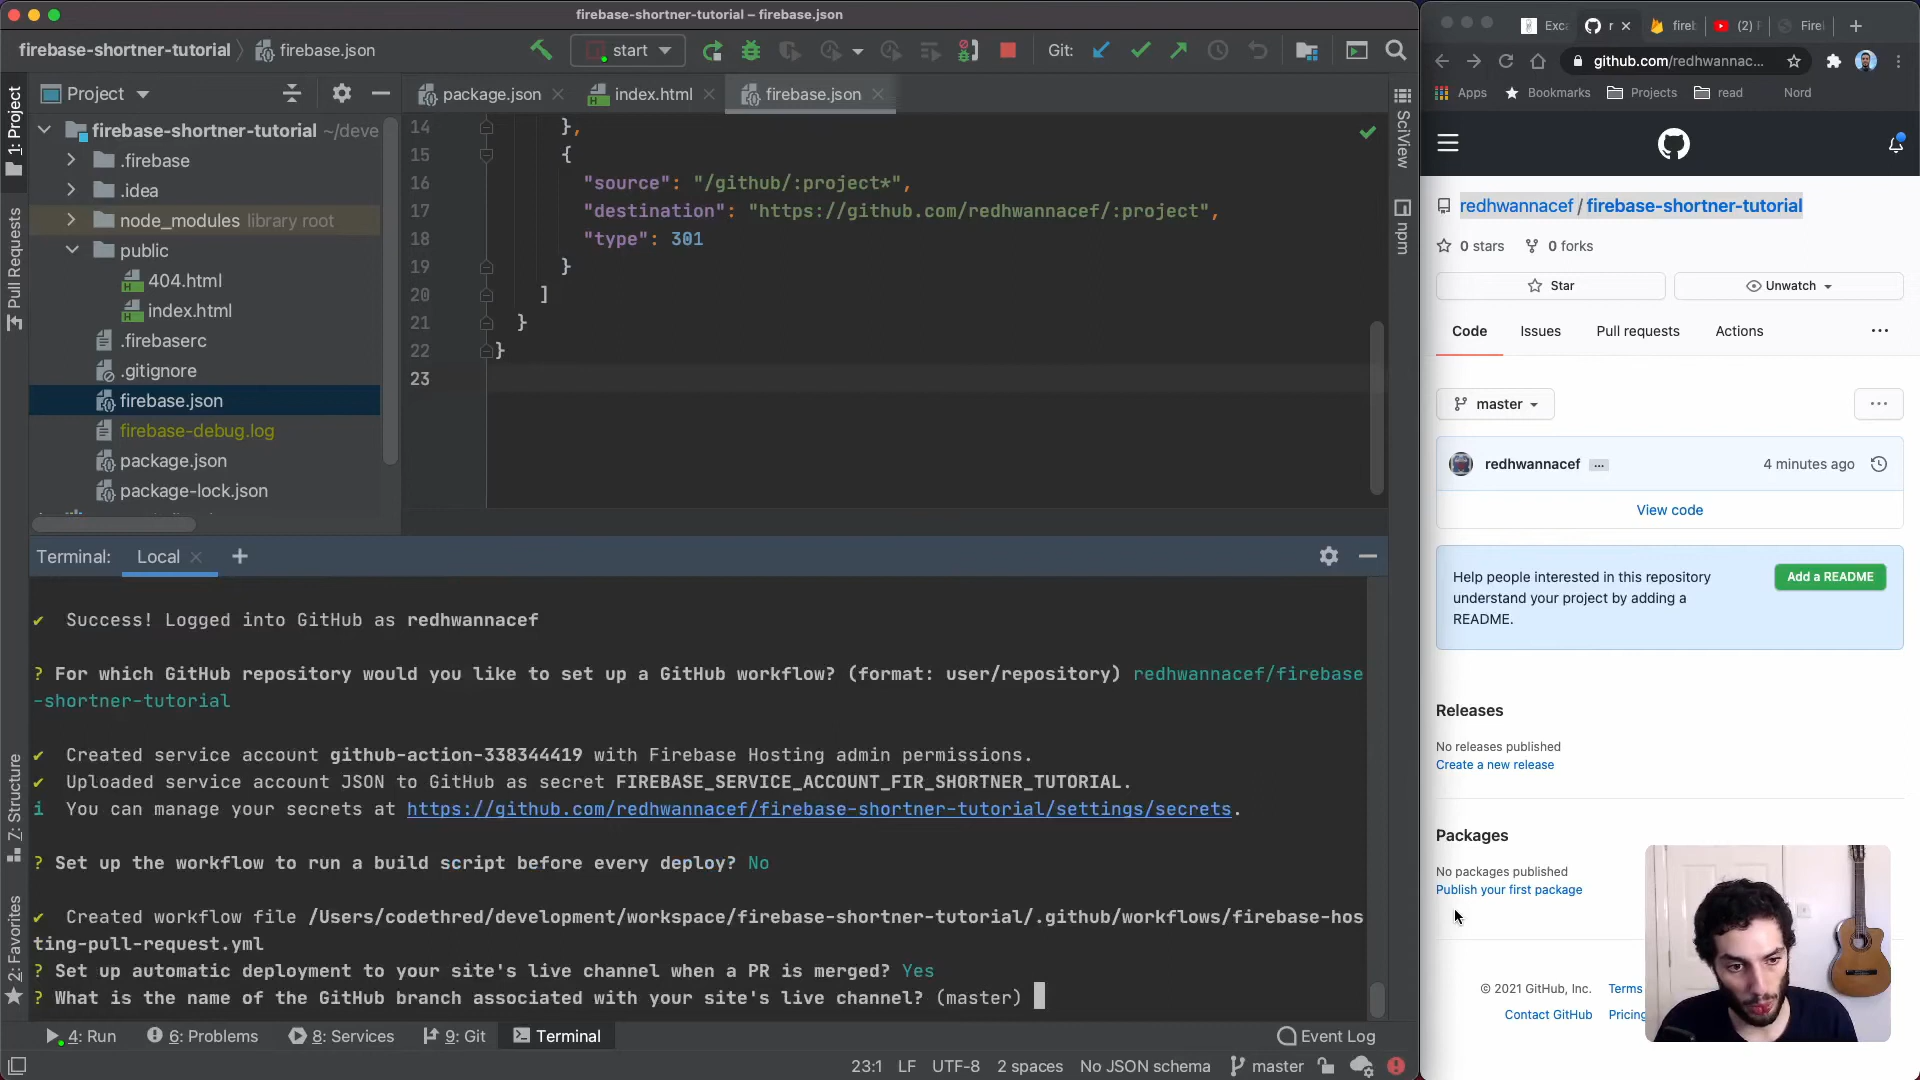 firebase-shortner-tutorial – firebase.json
firebase-shortner-tutorial
firebase.json
start
Git:
1: Project
Pull Requests
Z: Structure
2: Favorites
Project
firebase-shortner-tutorial ~/deve
.firebase
.idea
node_modules library root
public
404.html
index.html
.firebaserc
.gitignore
firebase.json
firebase-debug.log
package.json
package-lock.json
package.json
index.html
firebase.json
14 },
15 {
16 "source": "/github/:project*",
17 "destination": "https://github.com/redhwannacef/:project",
18 "type": 301
19 }
20 ]
21 }
22 }
23
SciView
npm
Terminal: Local
✔ Success! Logged into GitHub as redhwannacef
? For which GitHub repository would you like to set up a GitHub workflow? (format: user/repository) redhwannacef/firebase
-shortner-tutorial
✔ Created service account github-action-338344419 with Firebase Hosting admin permissions.
✔ Uploaded service account JSON to GitHub as secret FIREBASE_SERVICE_ACCOUNT_FIR_SHORTNER_TUTORIAL.
i You can manage your secrets at https://github.com/redhwannacef/firebase-shortner-tutorial/settings/secrets.
? Set up the workflow to run a build script before every deploy? No
✔ Created workflow file /Users/codethred/development/workspace/firebase-shortner-tutorial/.github/workflows/firebase-hos
ting-pull-request.yml
? Set up automatic deployment to your site's live channel when a PR is merged? Yes
? What is the name of the GitHub branch associated with your site's live channel? (master)
4: Run
6: Problems
8: Services
9: Git
Terminal
Event Log
23:1 LF UTF-8 2 spaces No JSON schema master
Exca
r
fireb
(2)
Fire
github.com/redhwannac...
Apps
Bookmarks
Projects
read
Nord
redhwannacef / firebase-shortner-tutorial
0 stars
0 forks
Star
Unwatch
Code
Issues
Pull requests
Actions
master
redhwannacef
4 minutes ago
View code
Help people interested in this repository
understand your project by adding a
README.
Add a README
Releases
No releases published
Create a new release
Packages
No packages published
Publish your first package
© 2021 GitHub, Inc.
Terms
Contact GitHub
Pricing